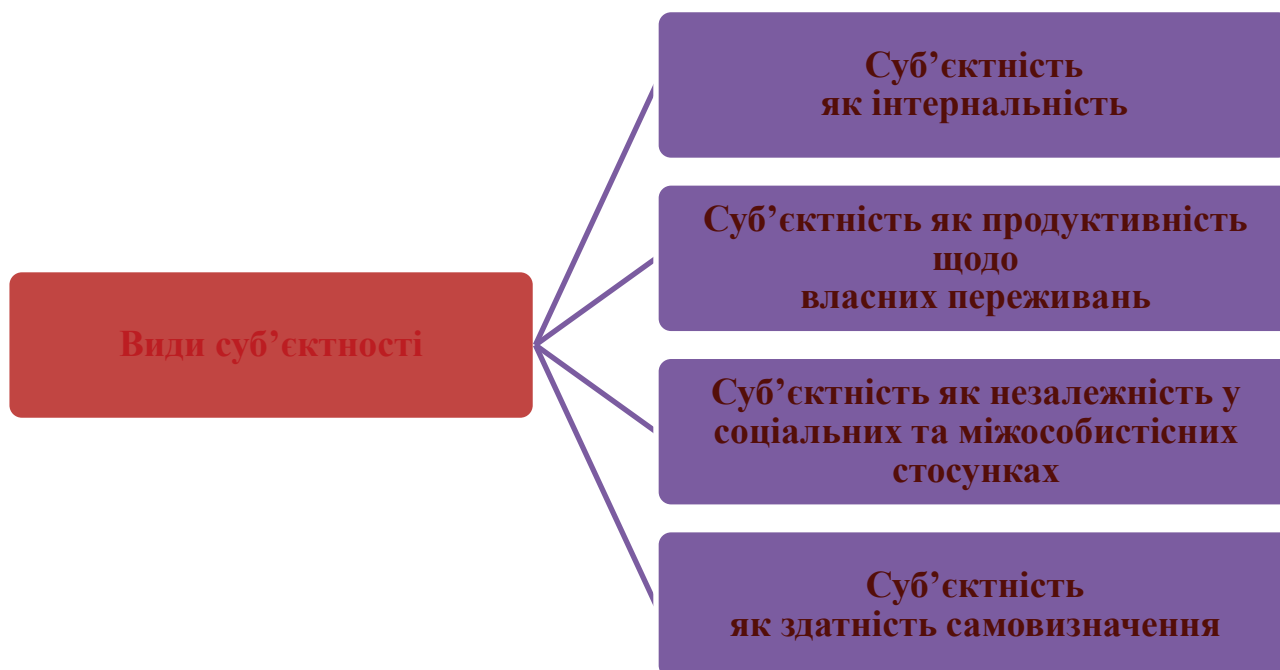 Види суб’єктності
Суб’єктність
як інтернальність
Суб’єктність як продуктивність
щодо
власних переживань
Суб’єктність як незалежність у
соціальних та міжособистісних
стосунках
Суб’єктність
як здатність самовизначення